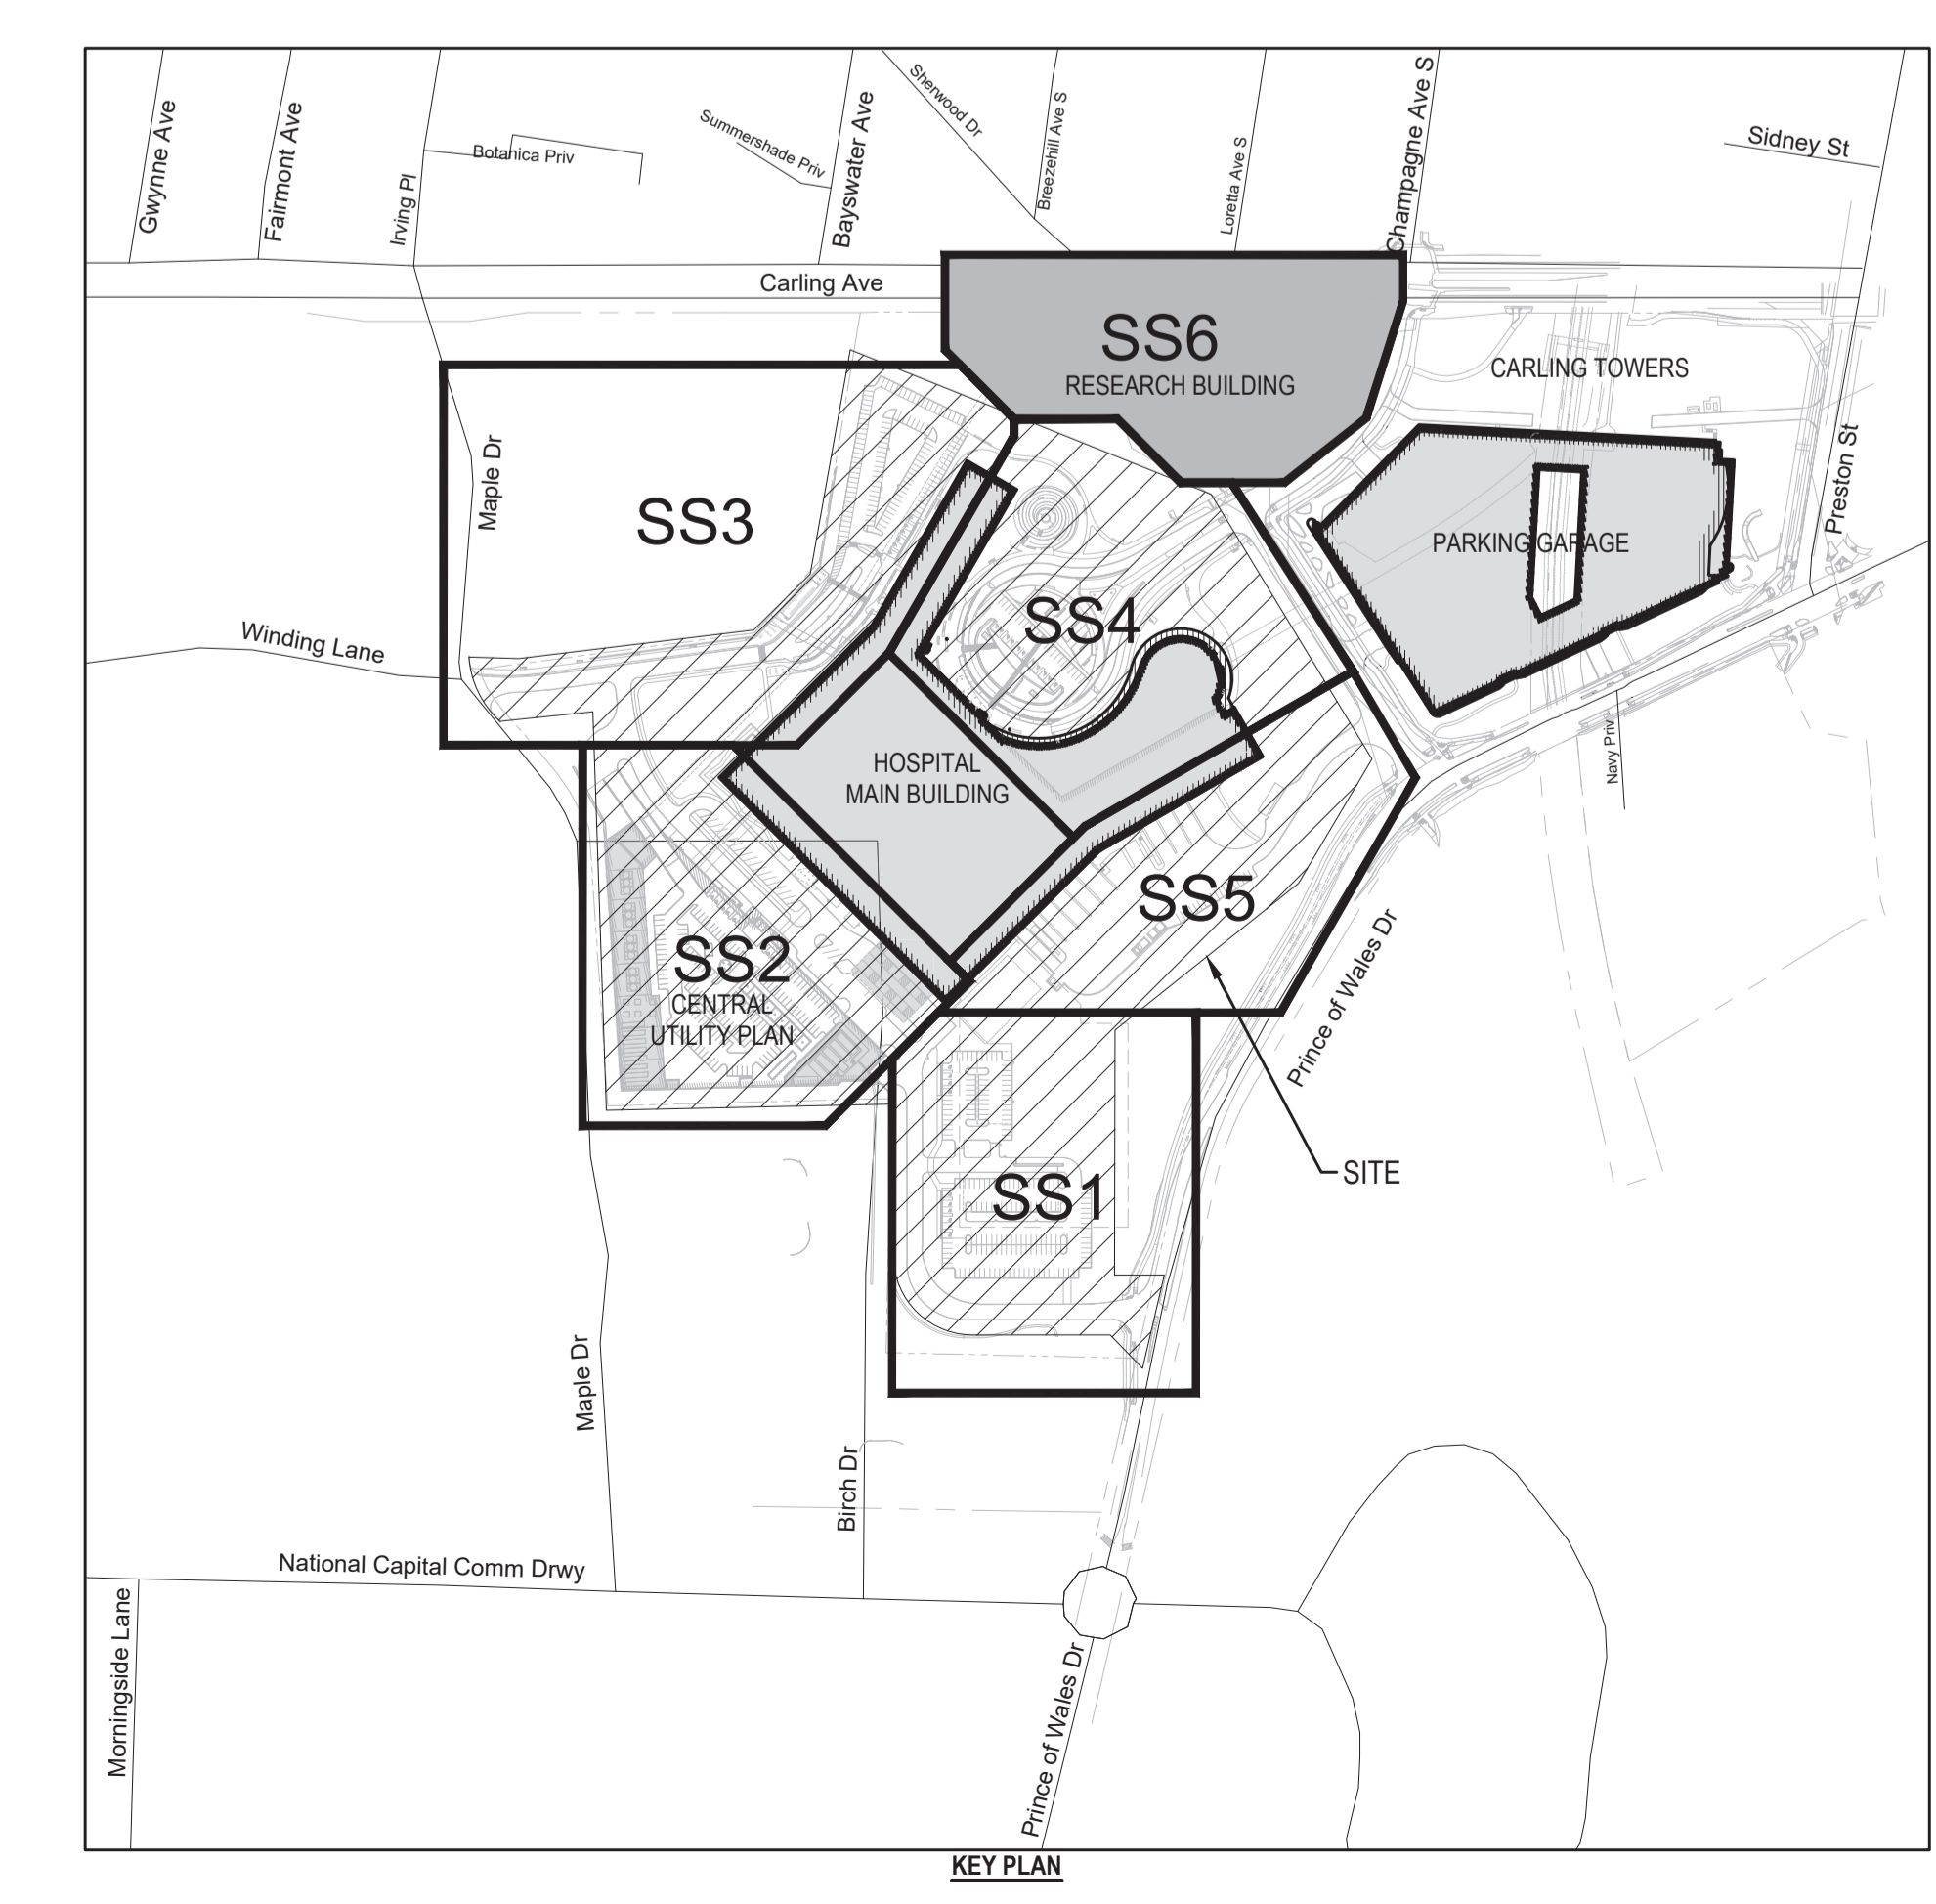 Gwynne Ave
Fairmont Ave
Irving Pl
Botanica Priv
Summershade Priv
Bayswater Ave
Sherwood Dr
Breezehill Ave S
Loretta Ave S
Champagne Ave S
Sidney St
Carling Ave
SS6
RESEARCH BUILDING
CARLING TOWERS
Maple Dr
SS3
Preston St
PARKING GARAGE
Winding Lane
SS4
HOSPITAL
MAIN BUILDING
Navy Priv
SS5
SS2
CENTRAL
UTILITY PLAN
Prince of Wales Dr
SITE
SS1
Maple Dr
Birch Dr
National Capital Comm Drwy
Morningside Lane
Prince of Wales Dr
KEY PLAN